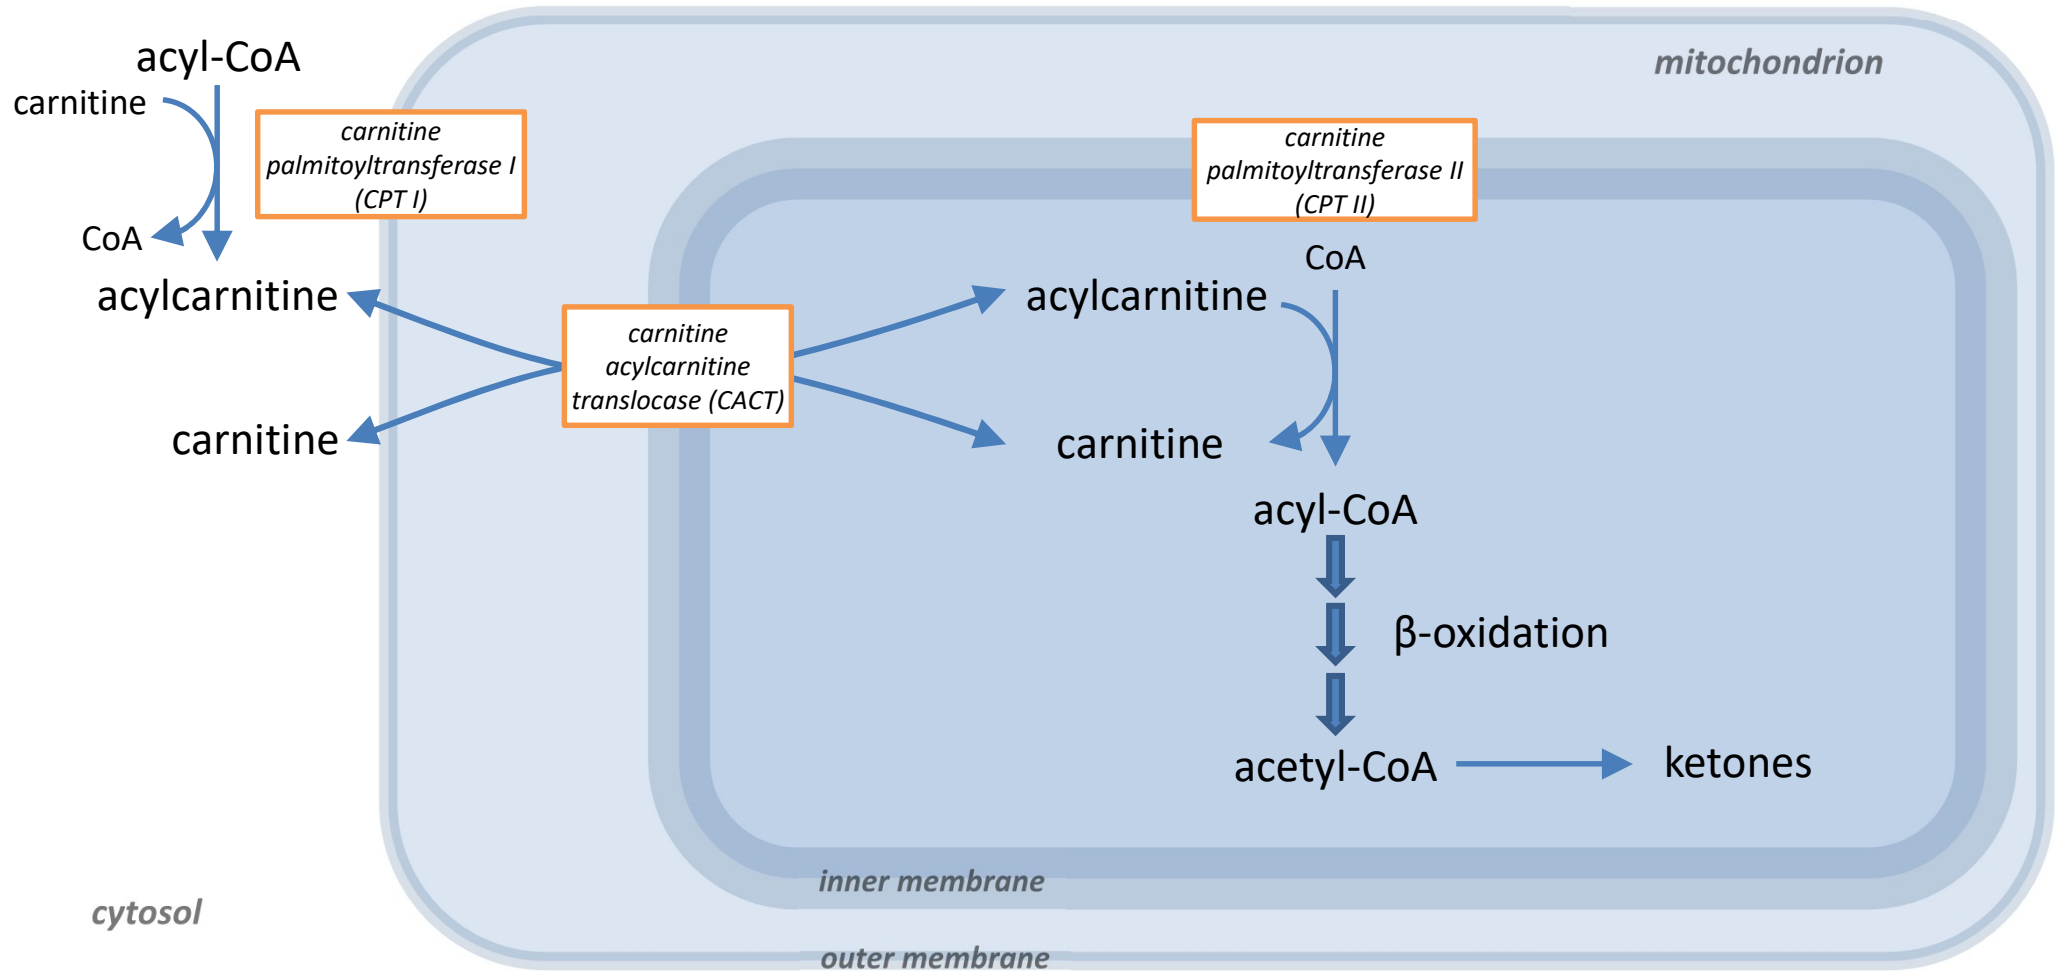 acyl-CoA
carnitine
carnitine
palmitoyltransferase I
(CPT I)
CoA
acylcarnitine
carnitine
mitochondrion
carnitine
palmitoyltransferase II
(CPT II)
CoA
carnitine
acylcarnitine
translocase (CACT)
acylcarnitine
carnitine
acyl-CoA
β-oxidation
acetyl-CoA
ketones
inner membrane
cytosol
outer membrane